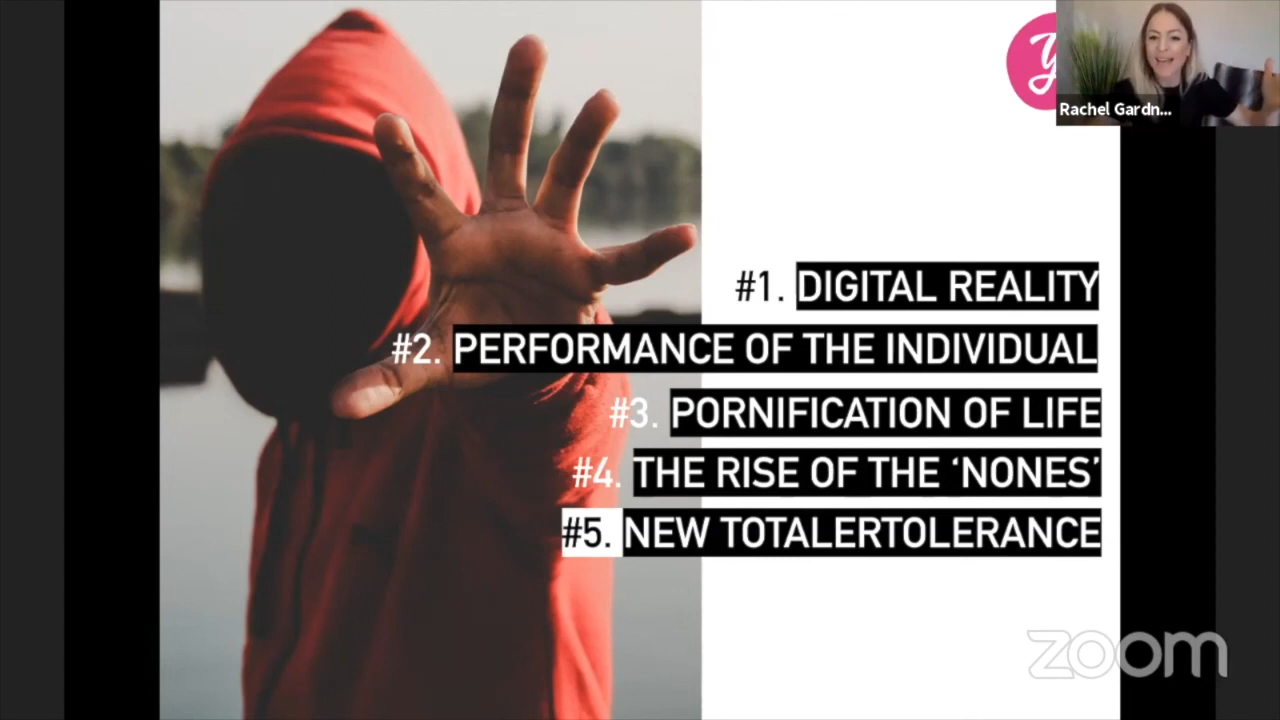 Y
Rachel Gardn...
#1. DIGITAL REALITY
#2. PERFORMANCE OF THE INDIVIDUAL
#3. PORNIFICATION OF LIFE
#4. THE RISE OF THE ‘NONES’
#5. NEW TOTALERTOLERANCE
zoom